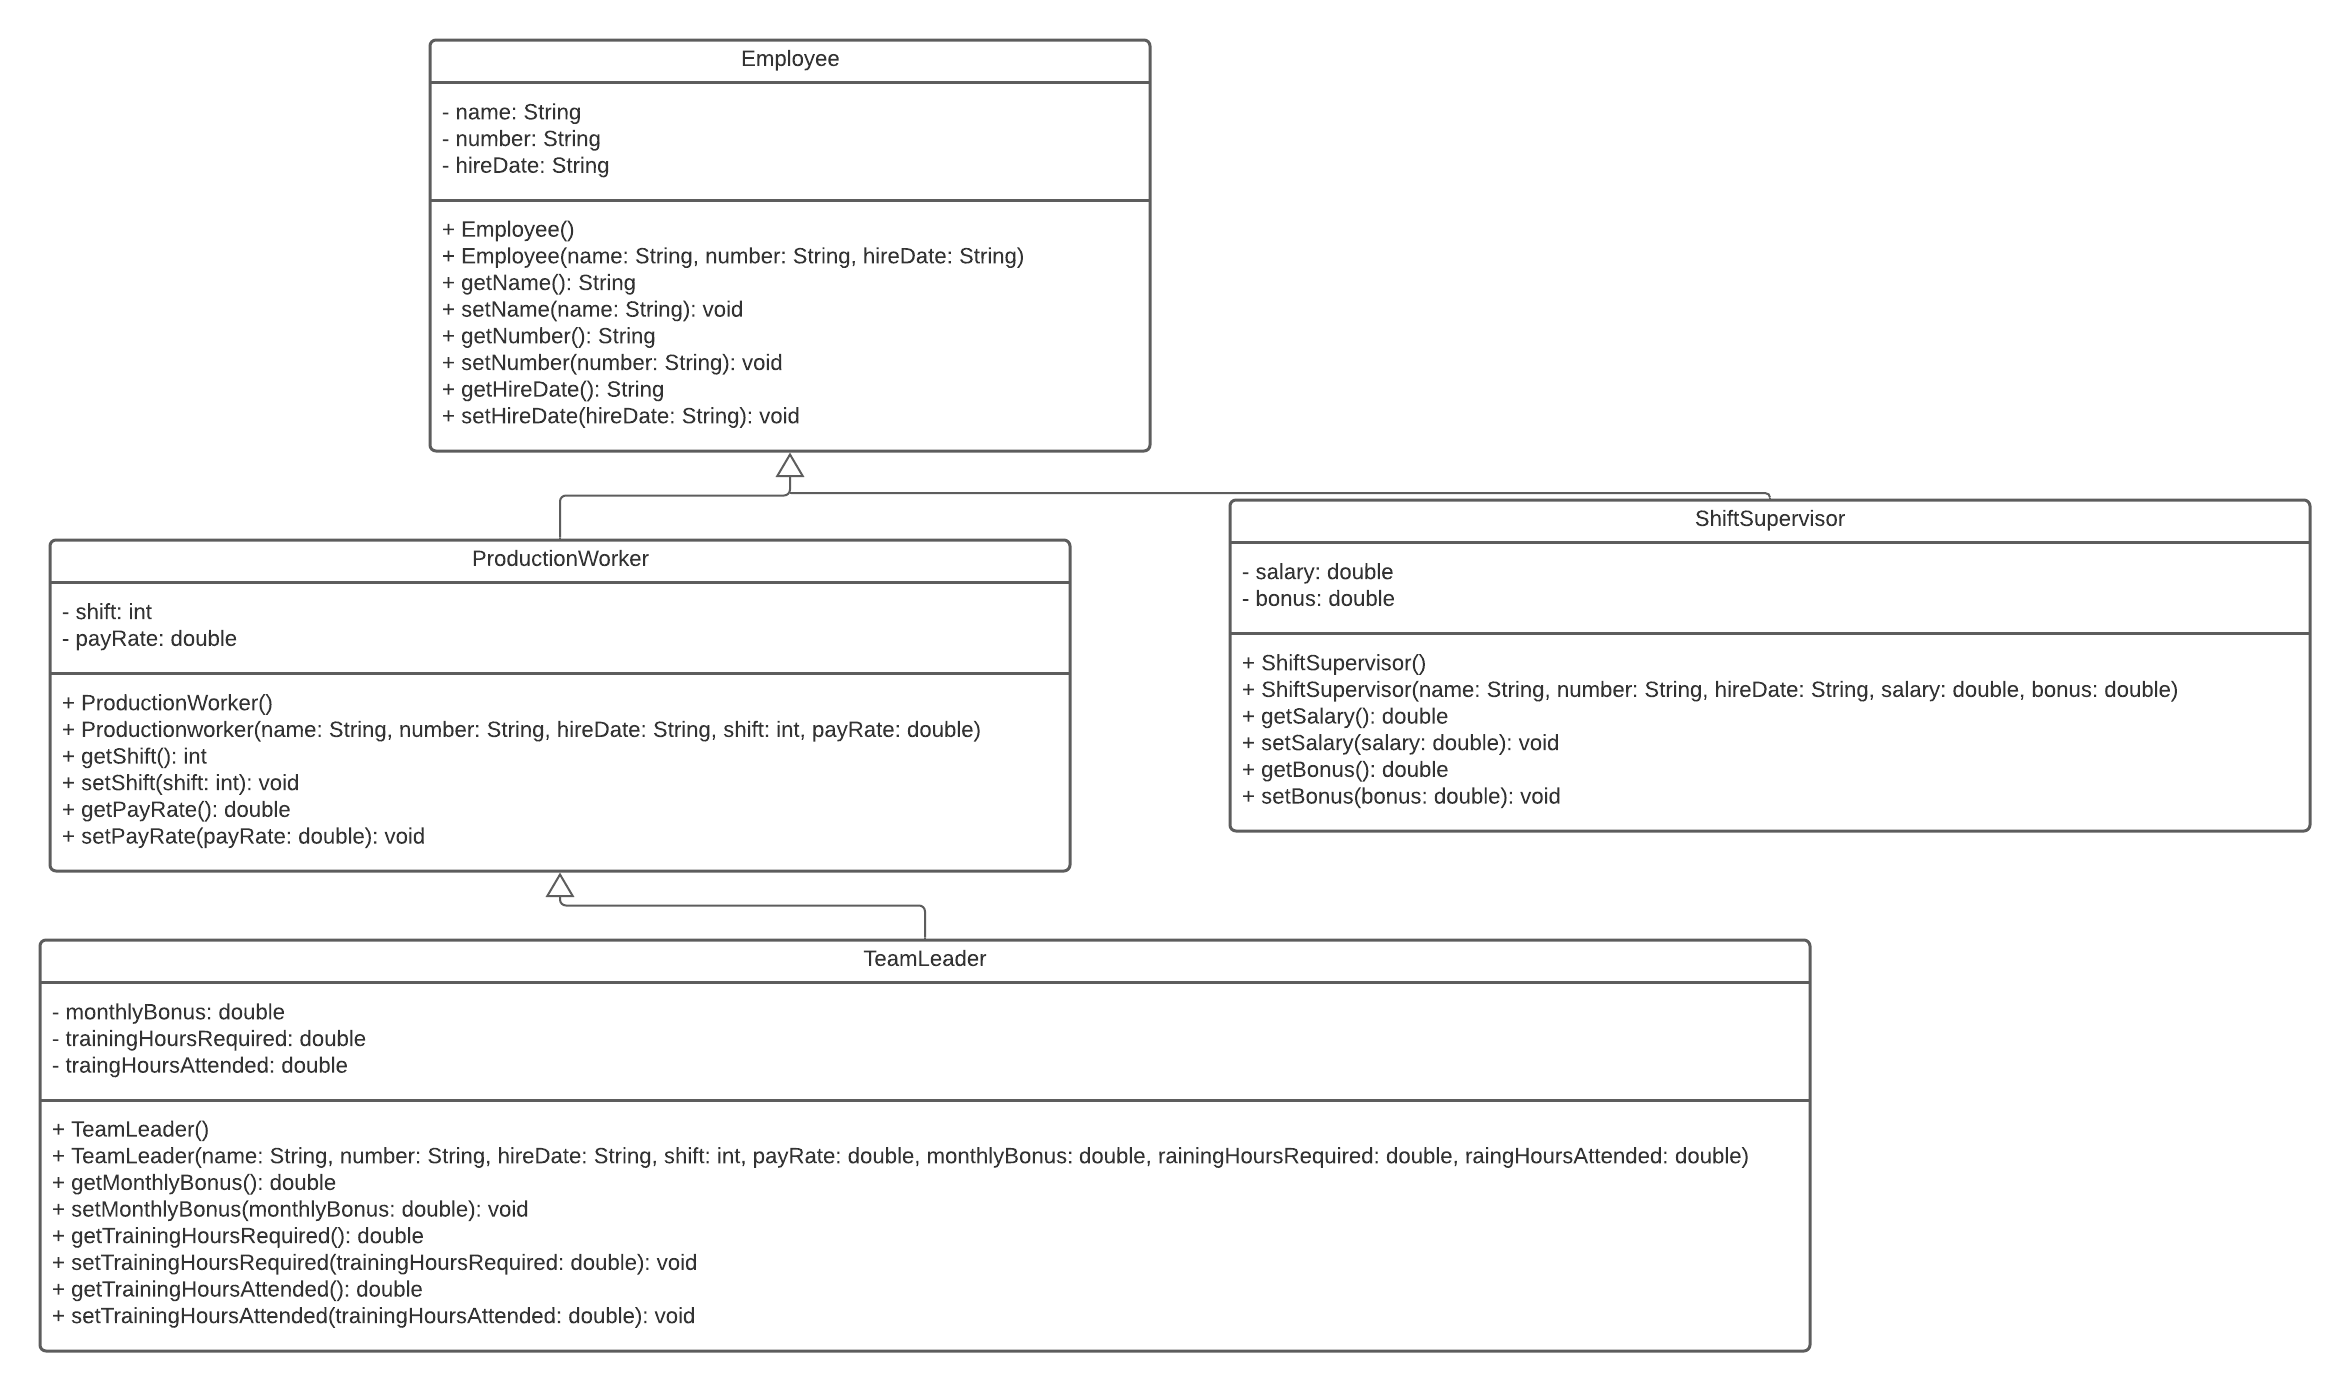 Employee
- name: String
- number: String
- hireDate: String
+ Employee()
+ Employee(name: String, number: String, hireDate: String)
+ getName(): String
+ setName(name: String): void
+ getNumber(): String
+ setNumber(number: String): void
+ getHireDate(): String
+ setHireDate(hireDate: String): void
ProductionWorker
- shift: int
- payRate: double
+ ProductionWorker()
+ Productionworker(name: String, number: String, hireDate: String, shift: int, payRate: double)
+ getShift(): int
+ setShift(shift: int): void
+ getPayRate(): double
+ setPayRate(payRate: double): void
ShiftSupervisor
- salary: double
- bonus: double
+ ShiftSupervisor()
+ ShiftSupervisor(name: String, number: String, hireDate: String, salary: double, bonus: double)
+ getSalary(): double
+ setSalary(salary: double): void
+ getBonus(): double
+ setBonus(bonus: double): void
TeamLeader
- monthlyBonus: double
- trainingHoursRequired: double
- traingHoursAttended: double
+ TeamLeader()
+ TeamLeader(name: String, number: String, hireDate: String, shift: int, payRate: double, monthlyBonus: double, rainingHoursRequired: double, raingHoursAttended: double)
+ getMonthlyBonus(): double
+ setMonthlyBonus(monthlyBonus: double): void
+ getTrainingHoursRequired(): double
+ setTrainingHoursRequired(trainingHoursRequired: double): void
+ getTrainingHoursAttended(): double
+ setTrainingHoursAttended(trainingHoursAttended: double): void